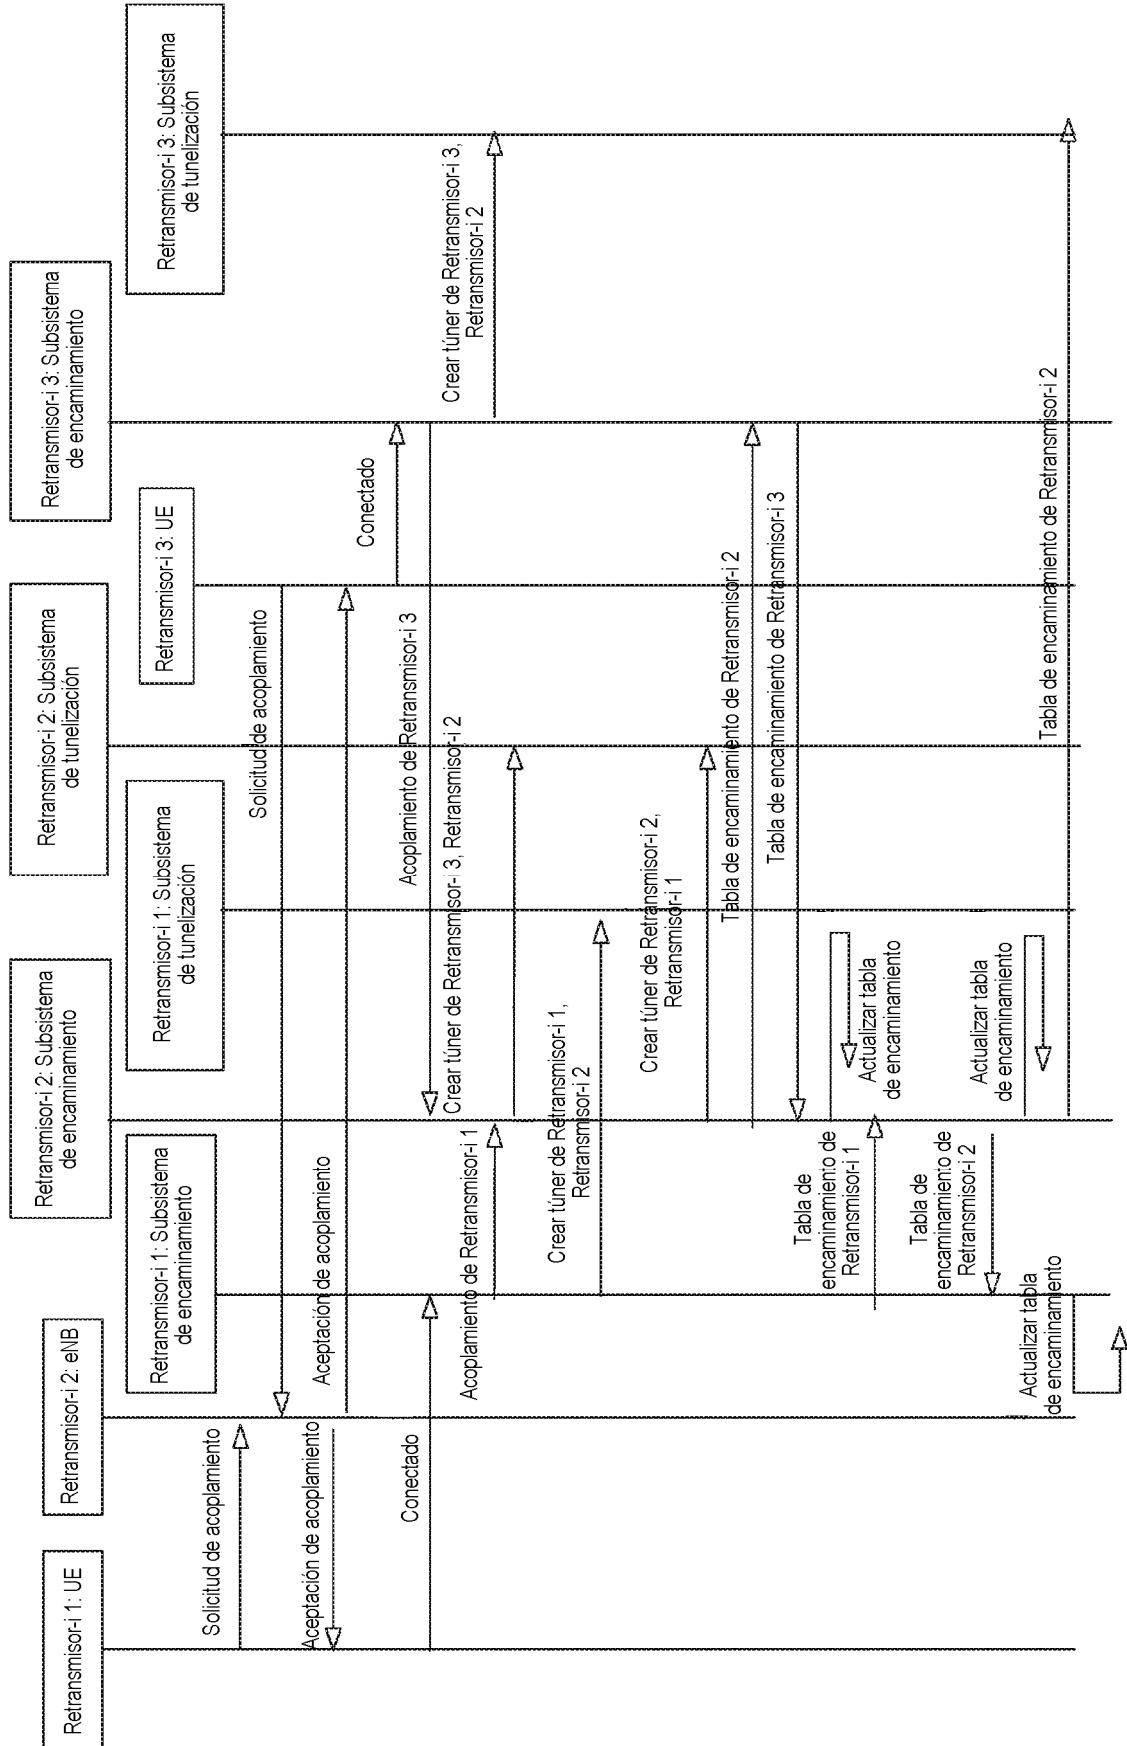 Retransmisor-i 1: UE
Retransmisor-i 2: eNB
Retransmisor-i 1: Subsistema
de encaminamiento
Retransmisor-i 2: Subsistema
de encaminamiento
Retransmisor-i 1: Subsistema
de tunelización
Retransmisor-i 2: Subsistema
de tunelización
Retransmisor-i 3: UE
Retransmisor-i 3: Subsistema
de encaminamiento
Retransmisor-i 3: Subsistema
de tunelización
Solicitud de acoplamiento
Solicitud de acoplamiento
Aceptación de acoplamiento
Aceptación de acoplamiento
Conectado
Conectado
Acoplamiento de Retransmisor-i 3
Acoplamiento de Retransmisor-i 1
Crear túner de Retransmisor-i 3, Retransmisor-i 2
Crear túner de Retransmisor-i 3,
Retransmisor-i 2
Crear túner de Retransmisor-i 1,
Retransmisor-i 2
Crear túner de Retransmisor-i 2,
Retransmisor-i 1
Tabla de encaminamiento de Retransmisor-i 2
Tabla de encaminamiento de Retransmisor-i 3
Tabla de
encaminamiento de
Retransmisor-i 1
Actualizar tabla
de encaminamiento
Tabla de
encaminamiento de
Retransmisor-i 2
Actualizar tabla
de encaminamiento
Actualizar tabla
de encaminamiento
Tabla de encaminamiento de Retransmisor-i 2